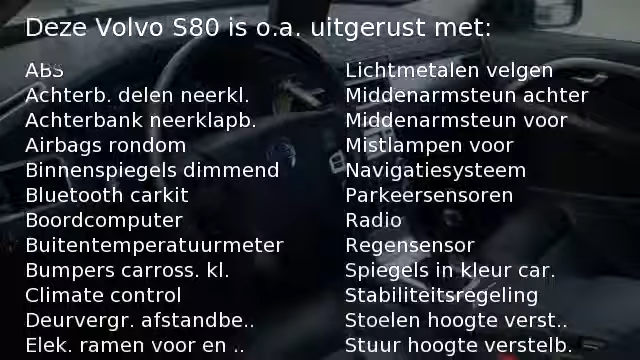 Deze Volvo S80 is o.a. uitgerust met:
ABS
Achterb. delen neerkl.
Achterbank neerklapb.
Airbags rondom
Binnenspiegels dimmend
Bluetooth carkit
Boordcomputer
Buitentemperatuurmeter
Bumpers carross. kl.
Climate control
Deurvergr. afstandbe..
Elek. ramen voor en ..
Lichtmetalen velgen
Middenarmsteun achter
Middenarmsteun voor
Mistlampen voor
Navigatiesysteem
Parkeersensoren
Radio
Regensensor
Spiegels in kleur car.
Stabiliteitsregeling
Stoelen hoogte verst..
Stuur hoogte verstelb.